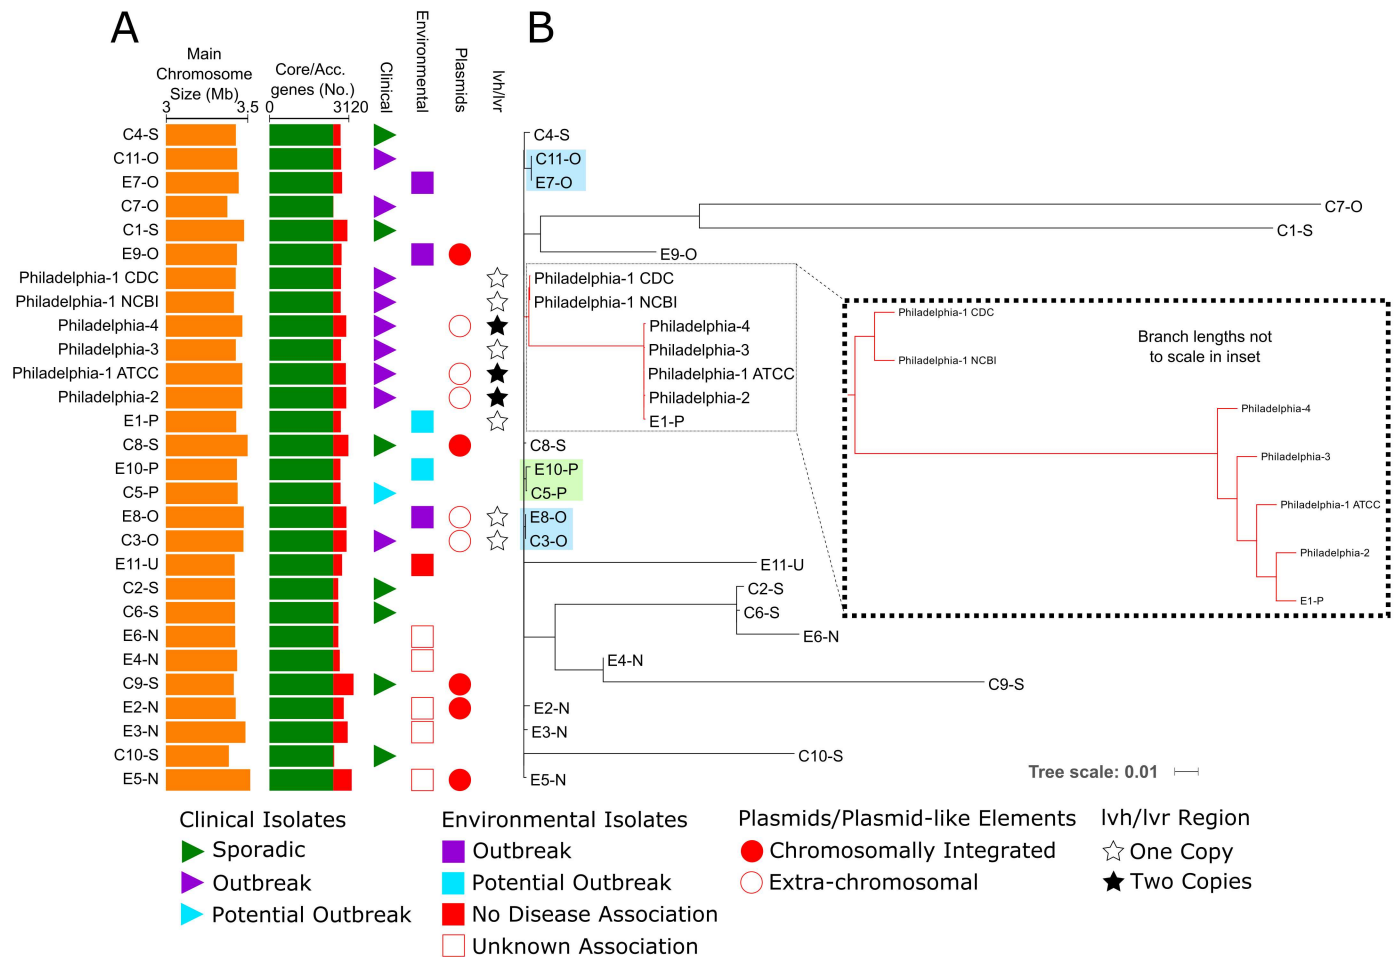 A
B
Main
Chromosome
Size (Mb)
3
3.5
Core/Acc.
genes (No.)
0
3120
Clinical
Environmental
Plasmids
lvh/lvr
C4-S
C11-O
E7-O
C7-O
C1-S
E9-O
Philadelphia-1 CDC
Philadelphia-1 NCBI
Philadelphia-4
Philadelphia-3
Philadelphia-1 ATCC
Philadelphia-2
E1-P
C8-S
E10-P
C5-P
E8-O
C3-O
E11-U
C2-S
C6-S
E6-N
E4-N
C9-S
E2-N
E3-N
C10-S
E5-N
C4-S
C11-O
E7-O
C7-O
C1-S
E9-O
Philadelphia-1 CDC
Philadelphia-1 NCBI
Philadelphia-4
Philadelphia-3
Philadelphia-1 ATCC
Philadelphia-2
E1-P
C8-S
E10-P
C5-P
E8-O
C3-O
E11-U
C2-S
C6-S
E6-N
E4-N
C9-S
E2-N
E3-N
C10-S
E5-N
Philadelphia-1 CDC
Philadelphia-1 NCBI
Branch lengths not
to scale in inset
Philadelphia-4
Philadelphia-3
Philadelphia-1 ATCC
Philadelphia-2
E1-P
Tree scale: 0.01
Clinical Isolates
Sporadic
Outbreak
Potential Outbreak
Environmental Isolates
Outbreak
Potential Outbreak
No Disease Association
Unknown Association
Plasmids/Plasmid-like Elements
Chromosomally Integrated
Extra-chromosomal
lvh/lvr Region
One Copy
Two Copies